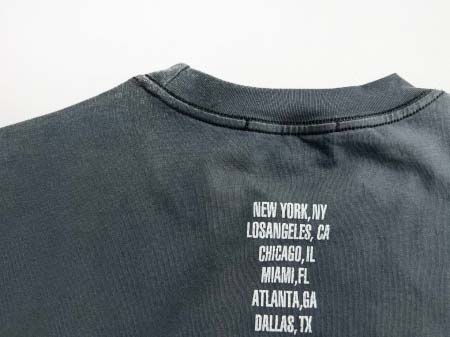 NEW YORK,NY
LOSANGELES, CA
CHICAGO,IL
MIAMI,FL
ATLANTA,GA
DALLAS,TX